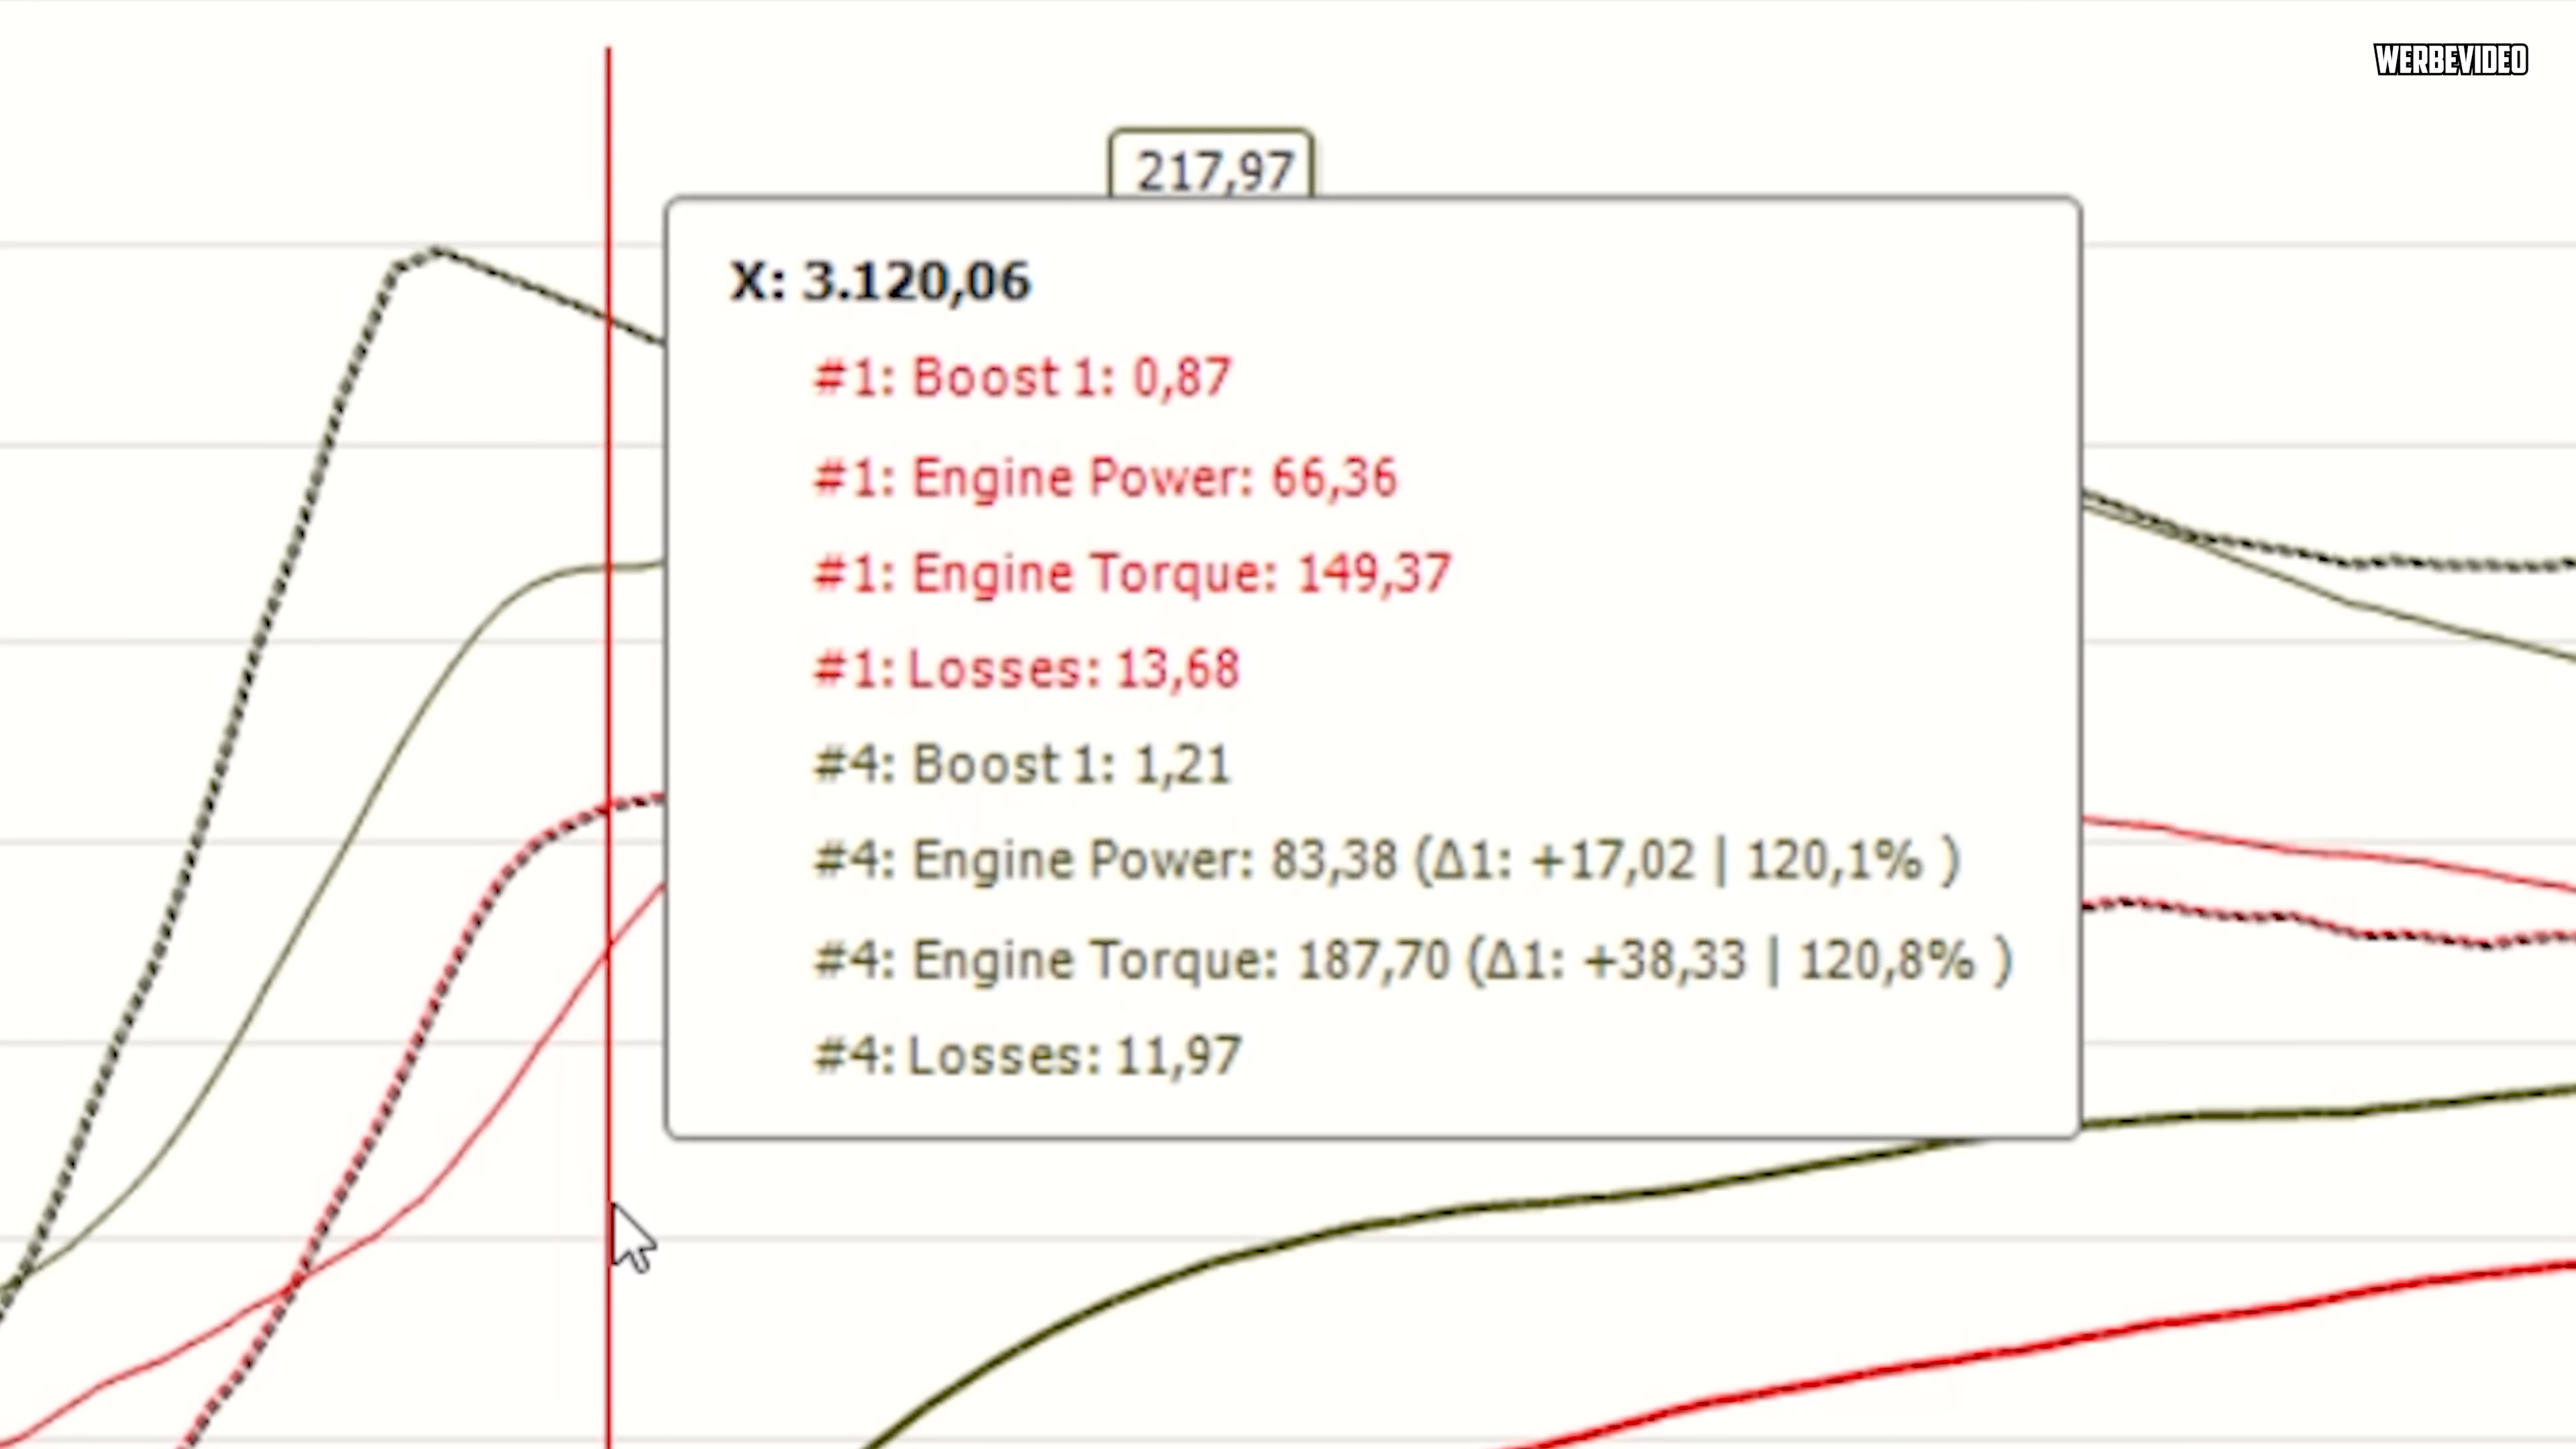 WERBEVIDEO
217,97
X: 3.120,06
#1: Boost 1: 0,87
#1: Engine Power: 66,36
#1: Engine Torque: 149,37
#1: Losses: 13,68
#4: Boost 1: 1,21
#4: Engine Power: 83,38 (Δ1: +17,02 | 120,1% )
#4: Engine Torque: 187,70 (Δ1: +38,33 | 120,8% )
#4: Losses: 11,97